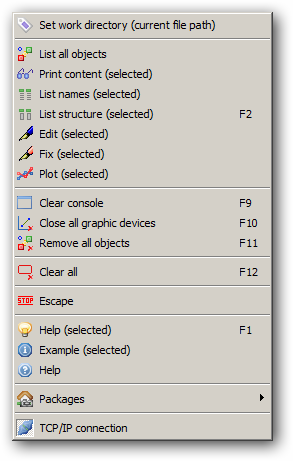 Set work directory (current file path)
List all objects
Print content (selected)
List names (selected)
List structure (selected) F2
Edit (selected)
Fix (selected)
Plot (selected)
Clear console F9
Close all graphic devices F10
Remove all objects F11
Clear all F12
STOP Escape
Help (selected) F1
Example (selected)
Help
Packages
TCP/IP connection